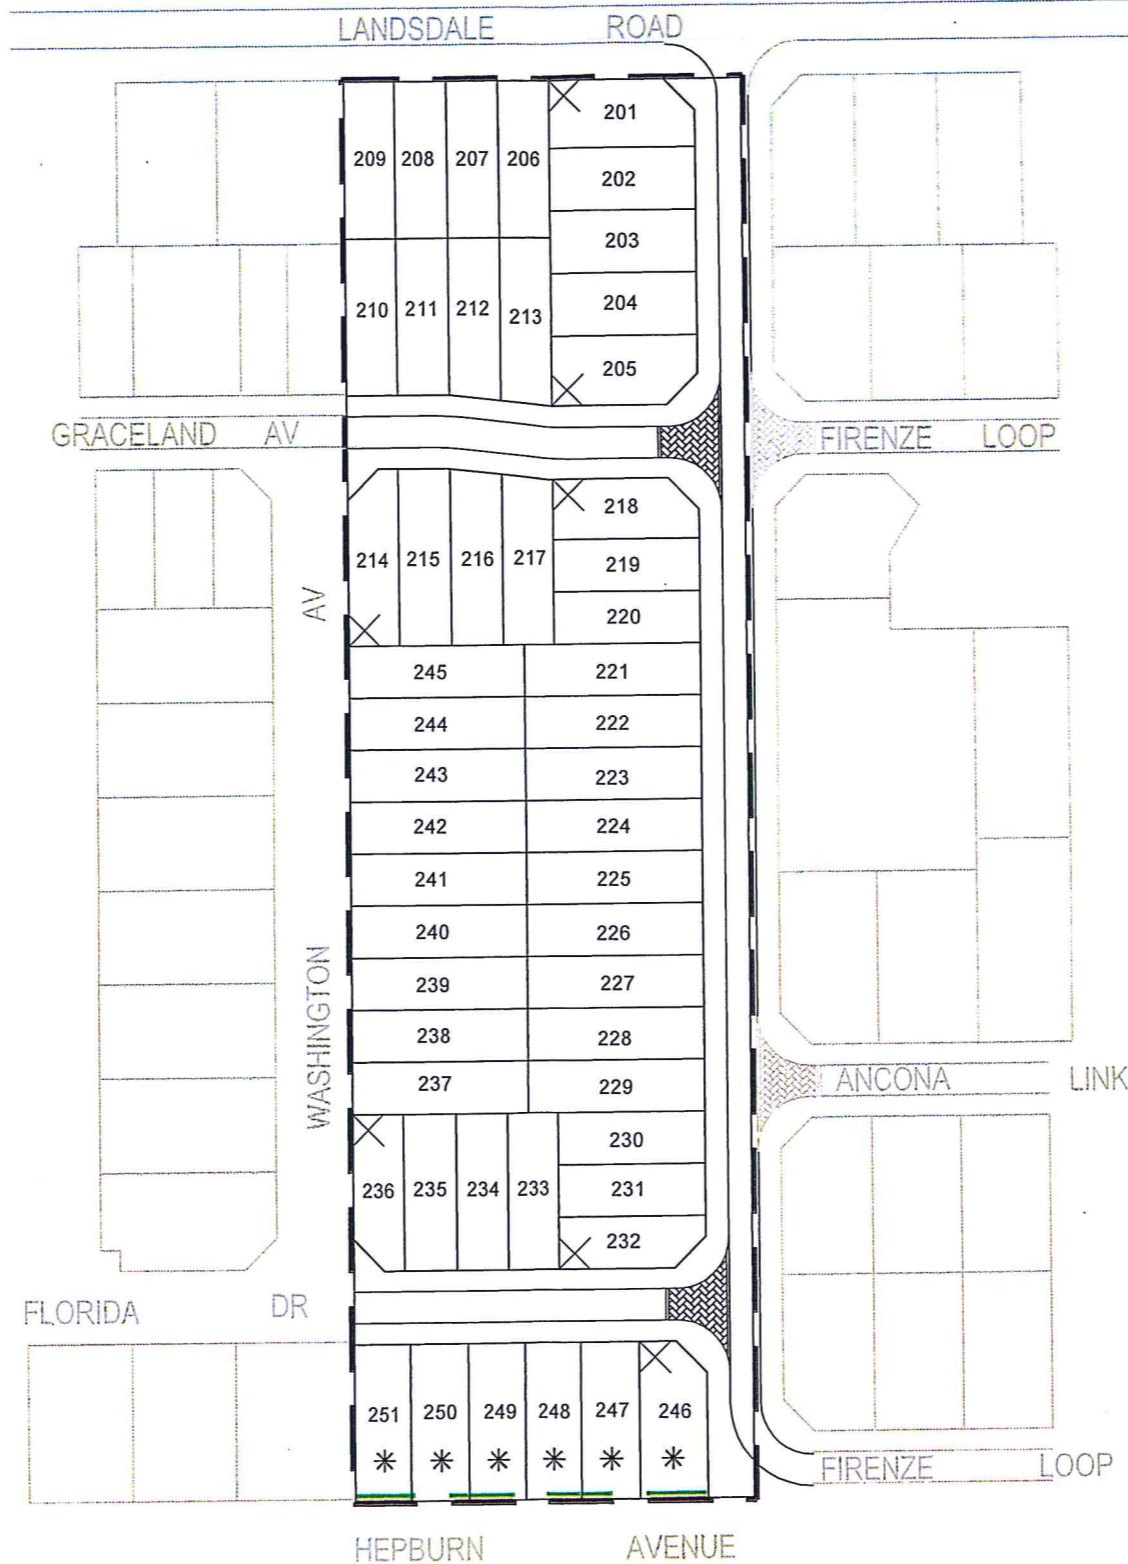 LANDSDALE ROAD
201
209 208 207 206
202
203
204
210 211 212 213
205
GRACELAND AV
FIRENZE LOOP
218
214 215 216 217
219
AV
220
245 221
244 222
243 223
242 224
241 225
240 226
239 227
238 228
237 229
WASHINGTON
ANCONA LINK
230
236 235 234 233
231
232
FLORIDA DR
251 250 249 248 247 246
* * * * * *
FIRENZE LOOP
HEPBURN AVENUE